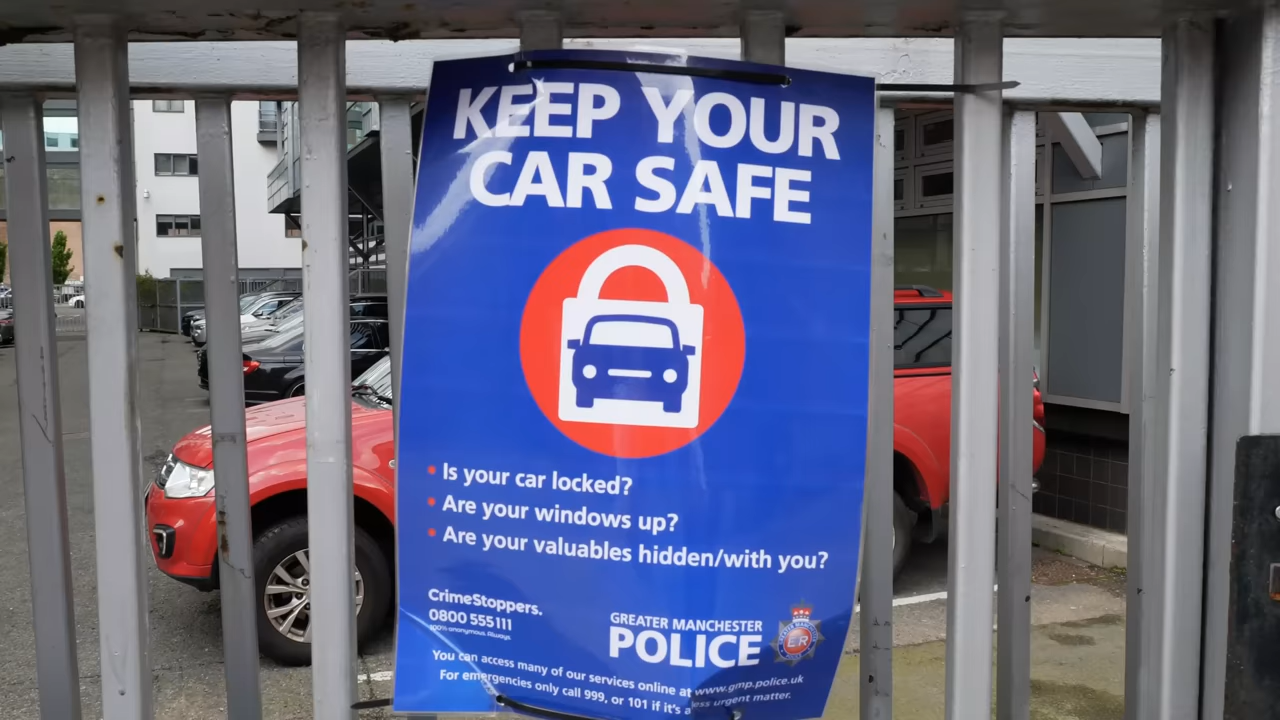 KEEP YOUR
CAR SAFE
• Is your car locked?
• Are your windows up?
• Are your valuables hidden/with you?
CrimeStoppers.
0800 555 111
100% anonymous. Always.
GREATER MANCHESTER
POLICE
You can access many of our services online at www.gmp.police.uk
For emergencies only call 999, or 101 if it's a less urgent matter.